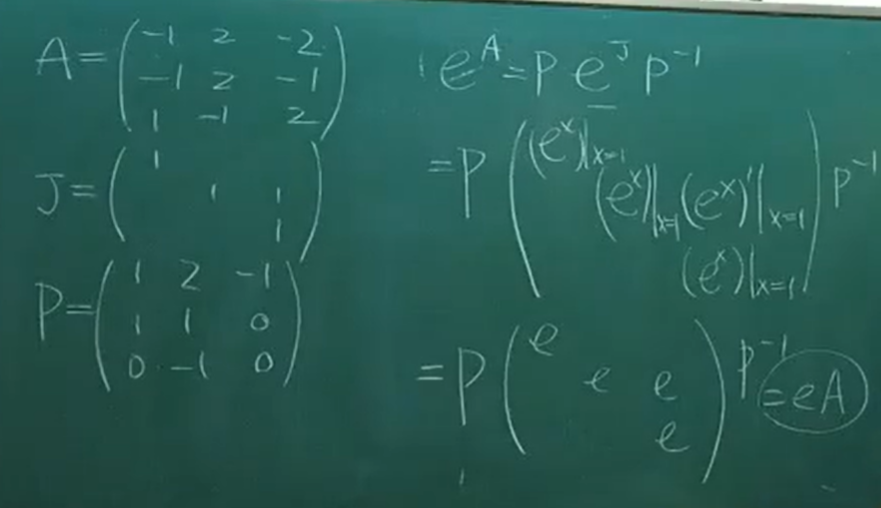 A = \begin{pmatrix} -1 & 2 & -2 \\ -1 & 2 & -1 \\ 1 & -1 & 2 \end{pmatrix}
J = \begin{pmatrix} 1 & & \\ & 1 & 1 \\ & & 1 \end{pmatrix}
P = \begin{pmatrix} 1 & 2 & -1 \\ 1 & 1 & 0 \\ 0 & -1 & 0 \end{pmatrix}
e^A = P e^J P^{-1}
= P \begin{pmatrix} (e^x)|_{x=1} & & \\ & (e^x)|_{x=1} & (e^x)'|_{x=1} \\ & & (e^x)|_{x=1} \end{pmatrix} P^{-1}
= P \begin{pmatrix} e & & \\ & e & e \\ & & e \end{pmatrix} P^{-1} = eA